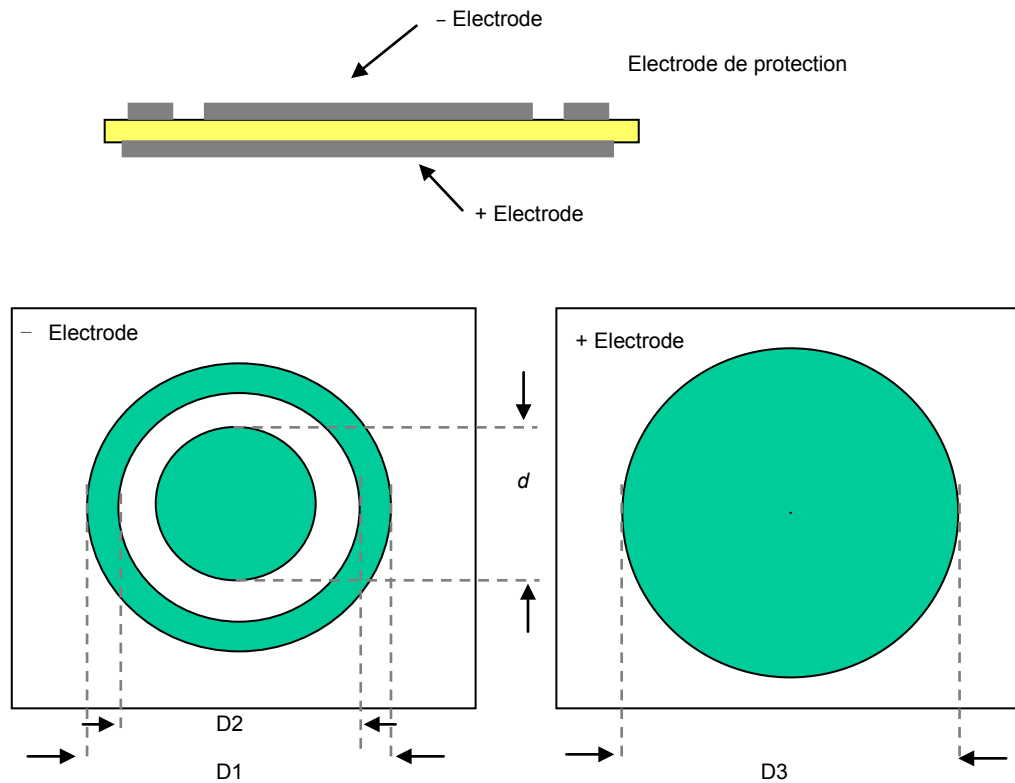 – Electrode
Electrode de protection
+ Electrode
– Electrode
+ Electrode
d
D2
D1
D3